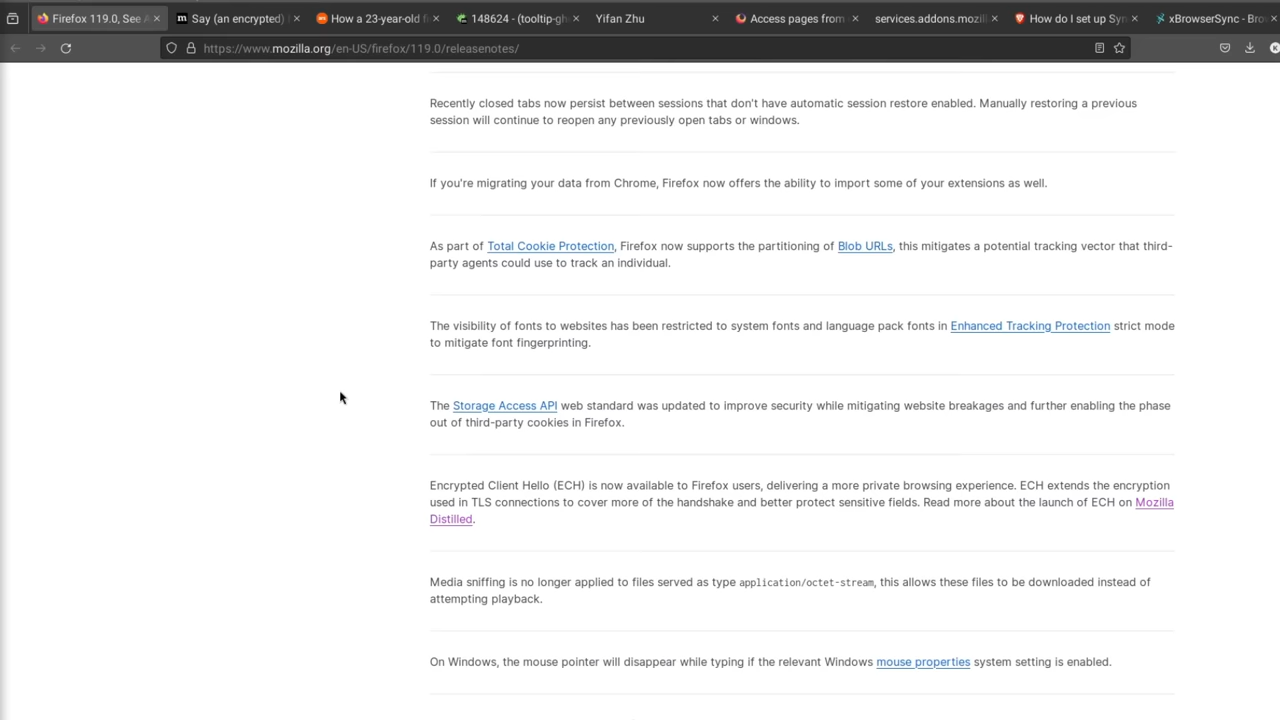 Firefox 119.0, See A
Say (an encrypted)
How a 23-year-old f
148624 - (tooltip-gh
Yifan Zhu
Access pages from
services.addons.mozil
How do I set up Syn
xBrowserSync - Brow
https://www.mozilla.org/en-US/firefox/119.0/releasenotes/
Recently closed tabs now persist between sessions that don't have automatic session restore enabled. Manually restoring a previous
session will continue to reopen any previously open tabs or windows.
If you're migrating your data from Chrome, Firefox now offers the ability to import some of your extensions as well.
As part of Total Cookie Protection, Firefox now supports the partitioning of Blob URLs, this mitigates a potential tracking vector that third-
party agents could use to track an individual.
The visibility of fonts to websites has been restricted to system fonts and language pack fonts in Enhanced Tracking Protection strict mode
to mitigate font fingerprinting.
The Storage Access API web standard was updated to improve security while mitigating website breakages and further enabling the phase
out of third-party cookies in Firefox.
Encrypted Client Hello (ECH) is now available to Firefox users, delivering a more private browsing experience. ECH extends the encryption
used in TLS connections to cover more of the handshake and better protect sensitive fields. Read more about the launch of ECH on Mozilla
Distilled.
Media sniffing is no longer applied to files served as type application/octet-stream, this allows these files to be downloaded instead of
attempting playback.
On Windows, the mouse pointer will disappear while typing if the relevant Windows mouse properties system setting is enabled.